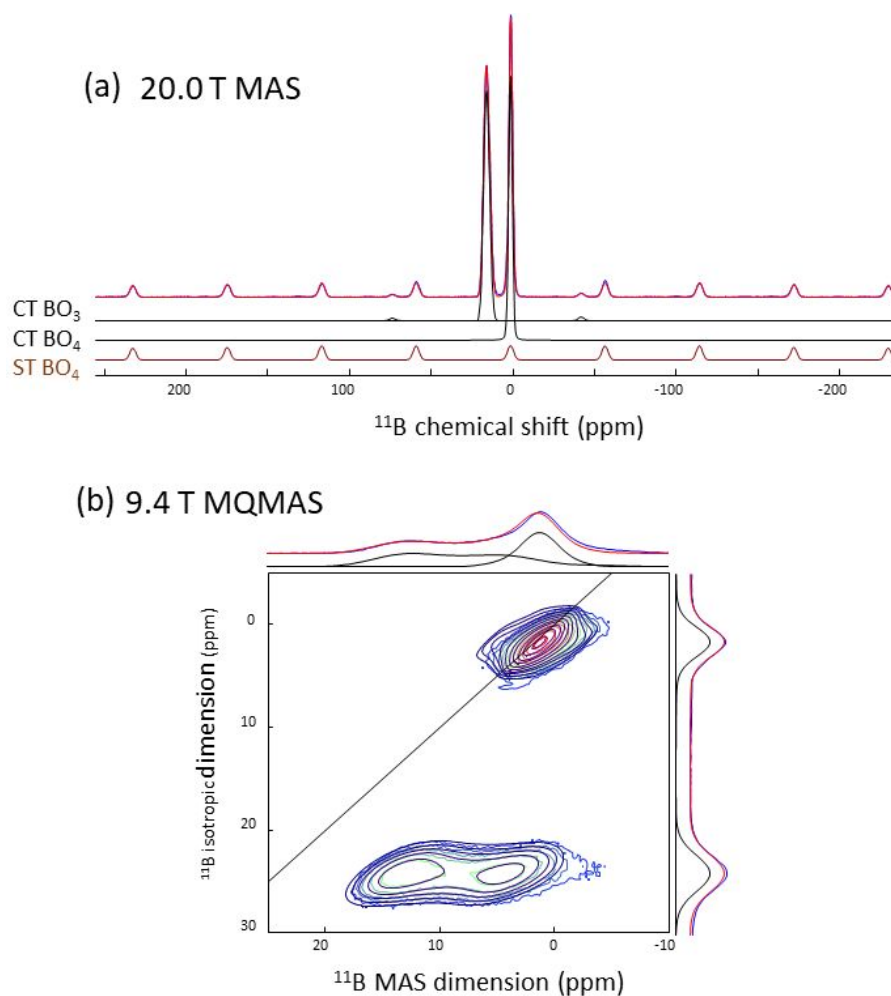 (a) 20.0 T MAS
CT BO₃
CT BO₄
ST BO₄
200 100 0 -100 -200
¹¹B chemical shift (ppm)
(b) 9.4 T MQMAS
0
10
20
30
¹¹B isotropic dimension (ppm)
20 10 0 -10
¹¹B MAS dimension (ppm)